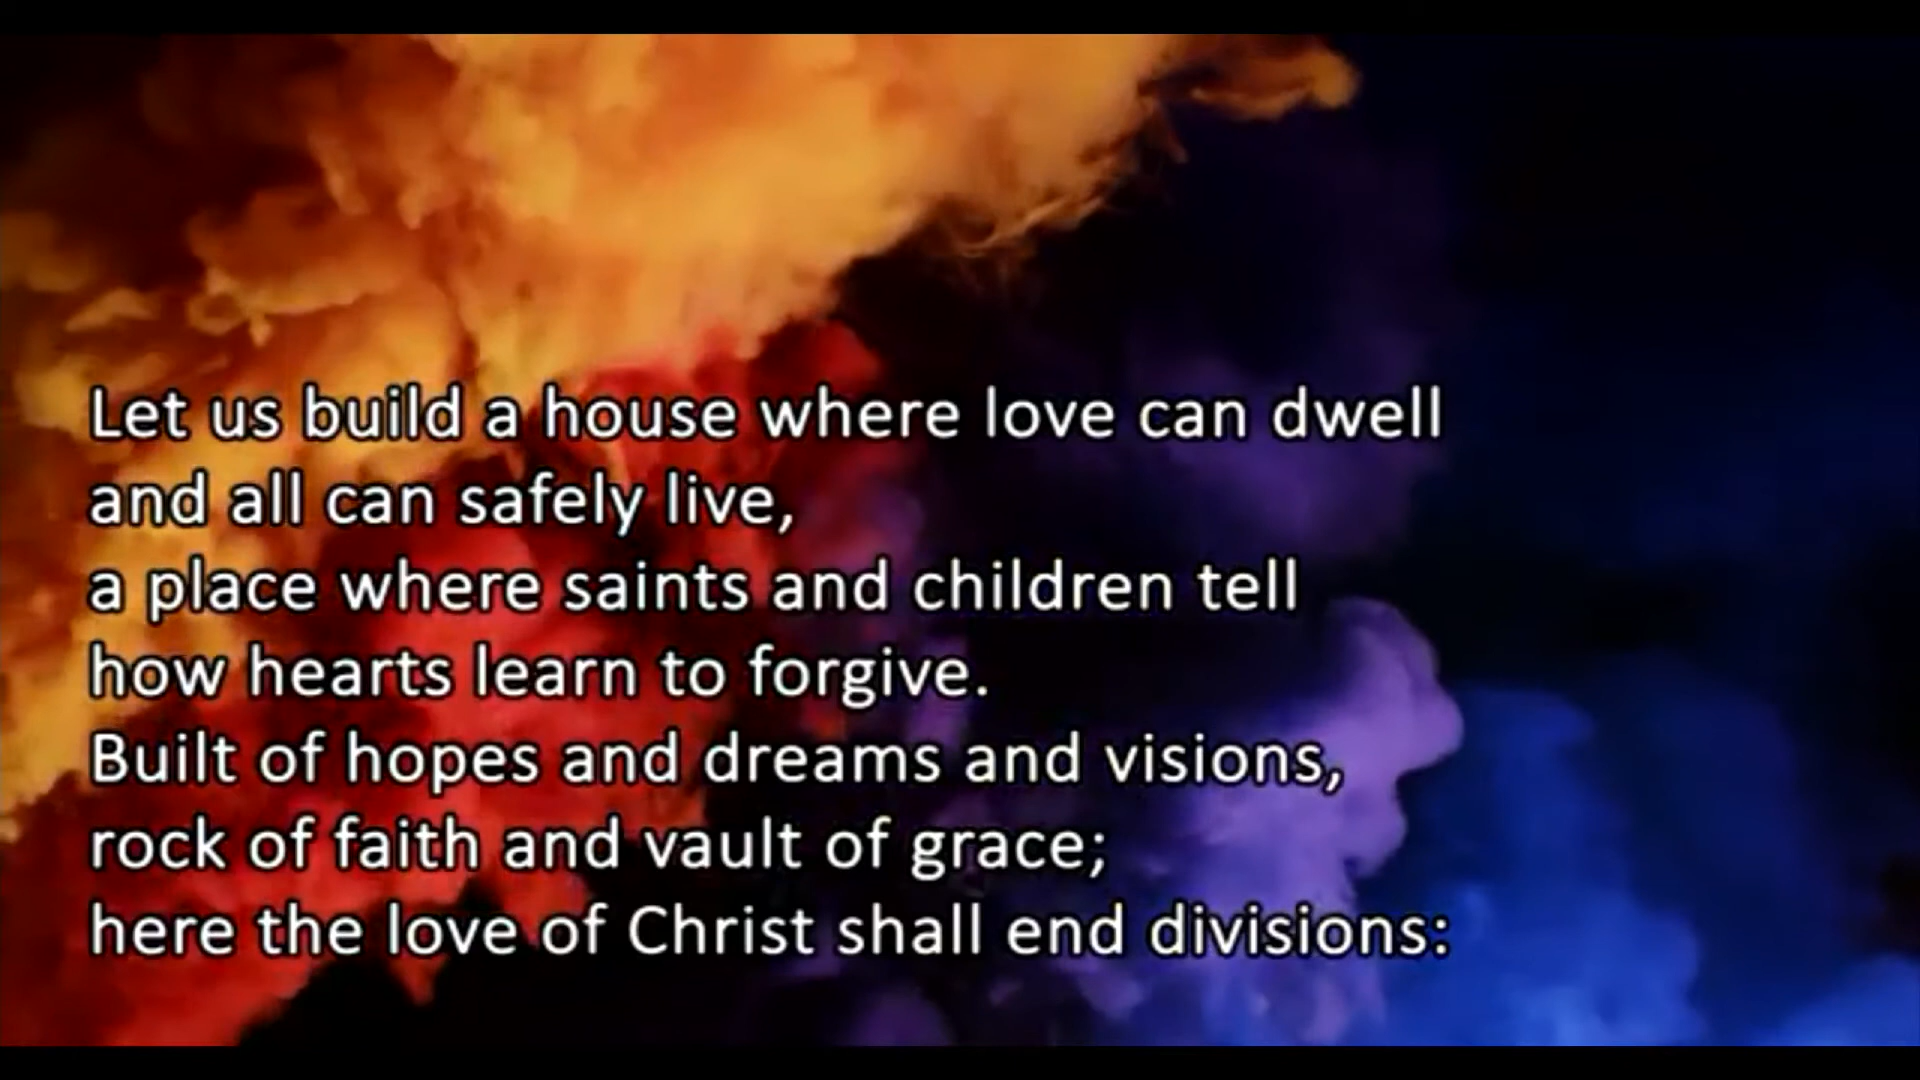 Let us build a house where love can dwell
and all can safely live,
a place where saints and children tell
how hearts learn to forgive.
Built of hopes and dreams and visions,
rock of faith and vault of grace;
here the love of Christ shall end divisions: